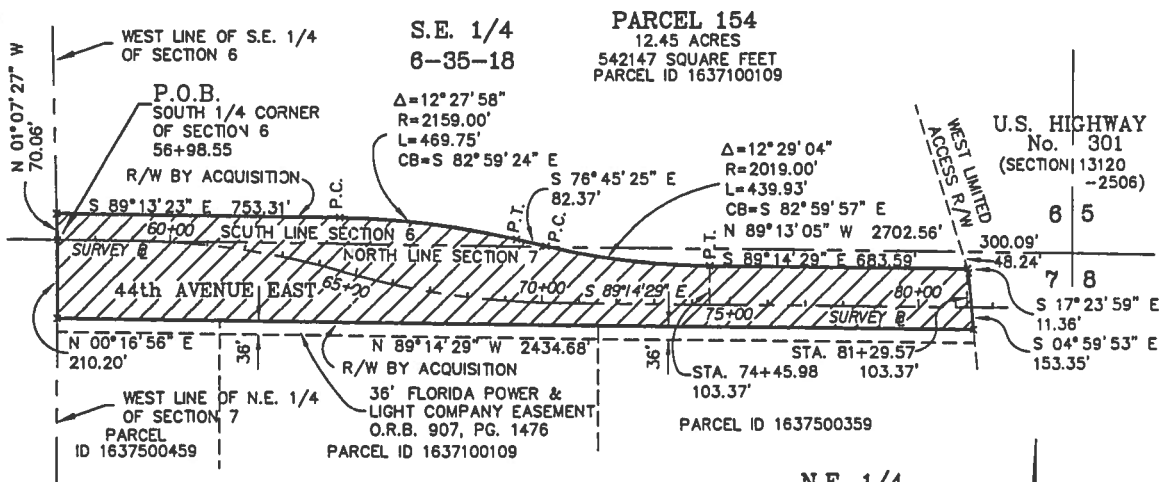 WEST LINE OF S.E. 1/4
OF SECTION 6
S.E. 1/4
6-35-18
PARCEL 154
12.45 ACRES
542147 SQUARE FEET
PARCEL ID 1637100109
N 01°07'27" W
70.06'
P.O.B.
SOUTH 1/4 CORNER
OF SECTION 6
56+98.55
R/W BY ACQUISITION
Δ=12°27'58"
R=2159.00'
L=469.75'
CB=S 82°59'24" E
S 76°45'25" E
82.37'
Δ=12°29'04"
R=2019.00'
L=439.93'
CB=S 82°59'57" E
N 89°13'05" W 2702.56'
WEST LIMITED
ACCESS R/W
U.S. HIGHWAY
No. 301
(SECTION 13120
-2506)
6 5
7 8
300.09'
48.24'
S 89°13'23" E 753.31'
P.C.
P.T.
P.C.
P.T.
60+00
SOUTH LINE SECTION 6
SURVEY
NORTH LINE SECTION 7
S 89°14'29" E 683.59'
44th AVENUE EAST
65+00
70+00
S 89°14'29" E
75+00
80+00
SURVEY
S 17°23'59" E
11.36'
S 04°59'53" E
153.35'
N 00°16'56" E
210.20'
36'
N 89°14'29" W 2434.68'
R/W BY ACQUISITION
36'
STA. 74+45.98
103.37'
STA. 81+29.57
103.37'
WEST LINE OF N.E. 1/4
OF SECTION 7
PARCEL
ID 1637500459
36' FLORIDA POWER &
LIGHT COMPANY EASEMENT
O.R.B. 907, PG. 1476
PARCEL ID 1637100109
PARCEL ID 1637500359
N.E. 1/4